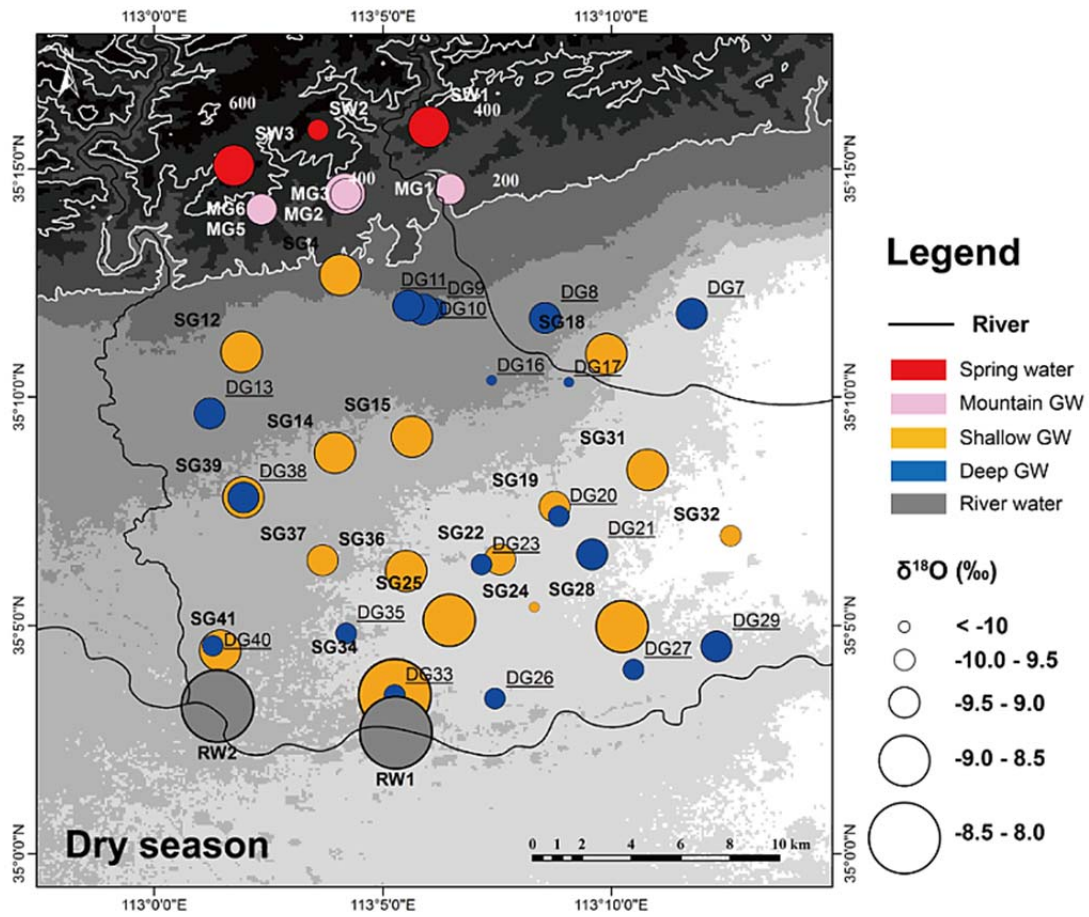 113°0'0"E
113°5'0"E
113°10'0"E
35°15'0"N
35°10'0"N
35°5'0"N
35°0'0"N
N
600
SW2
SW1
400
SW3
400
MG3
MG1
200
MG6
MG2
MG5
SG4
DG11
DG9
DG10
DG8
DG7
SG12
SG18
DG16
DG17
DG13
SG15
SG14
SG31
SG39
DG38
SG19
DG20
SG32
SG37
SG36
SG22
DG23
DG21
SG25
SG24
SG28
DG35
SG41
DG40
SG34
DG29
DG27
DG33
DG26
RW2
RW1
Dry season
0 1 2 4 6 8 10 km
35°15'0"N
35°10'0"N
35°5'0"N
35°0'0"N
113°0'0"E
113°5'0"E
113°10'0"E
Legend
River
Spring water
Mountain GW
Shallow GW
Deep GW
River water
δ¹⁸O (‰)
< -10
-10.0 - 9.5
-9.5 - 9.0
-9.0 - 8.5
-8.5 - 8.0